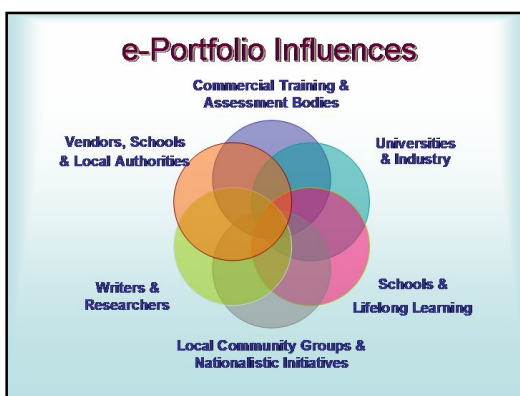 e-Portfolio Influences
Commercial Training &
Assessment Bodies
Vendors, Schools
& Local Authorities
Universities
& Industry
Writers &
Researchers
Schools &
Lifelong Learning
Local Community Groups &
Nationalistic Initiatives